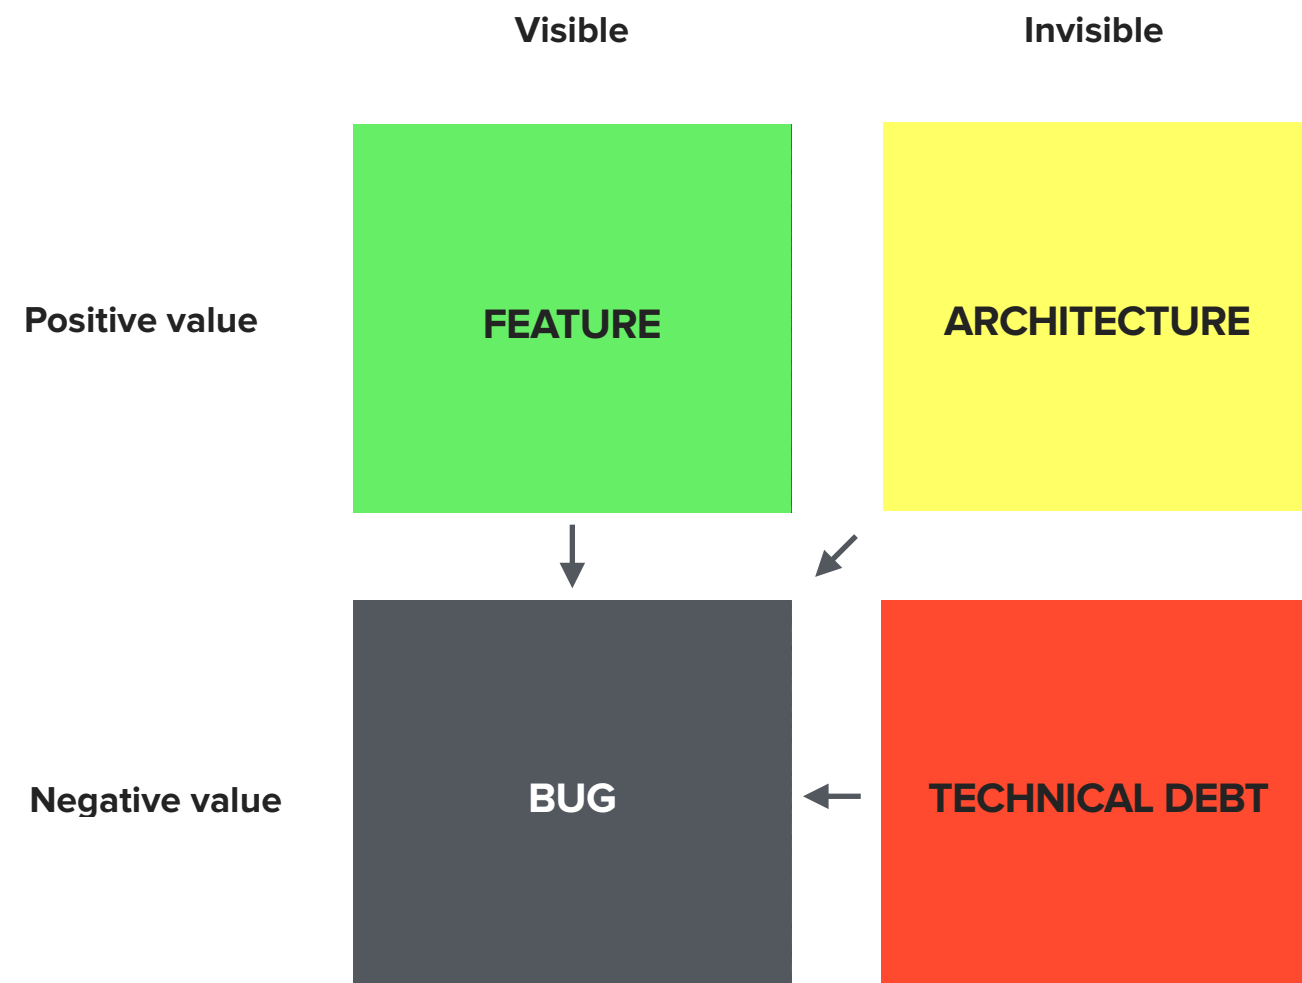 Visible
Invisible
Positive value
FEATURE
ARCHITECTURE
Negative value
BUG
TECHNICAL DEBT